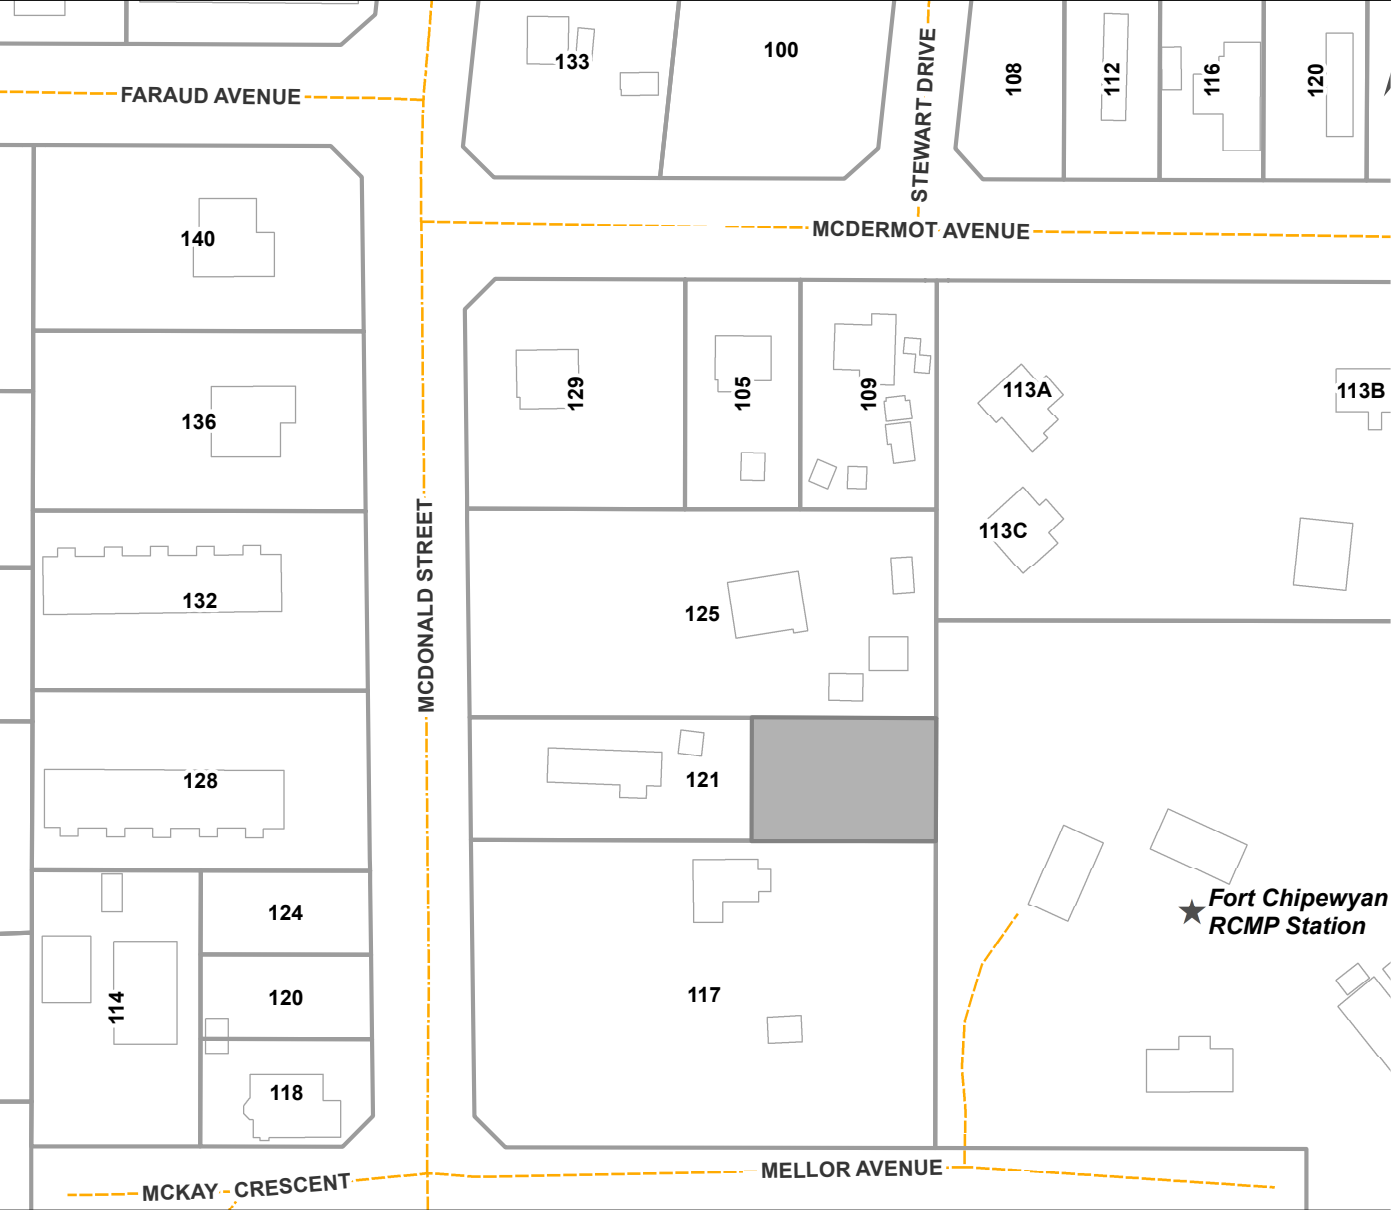 133
100
108
112
116
120
FARAUD AVENUE
STEWART DRIVE
MCDERMOT AVENUE
140
136
129
105
109
113A
113B
113C
MCDONALD STREET
132
125
128
121
124
120
114
118
117
Fort Chipewyan
RCMP Station
MCKAY CRESCENT
MELLOR AVENUE